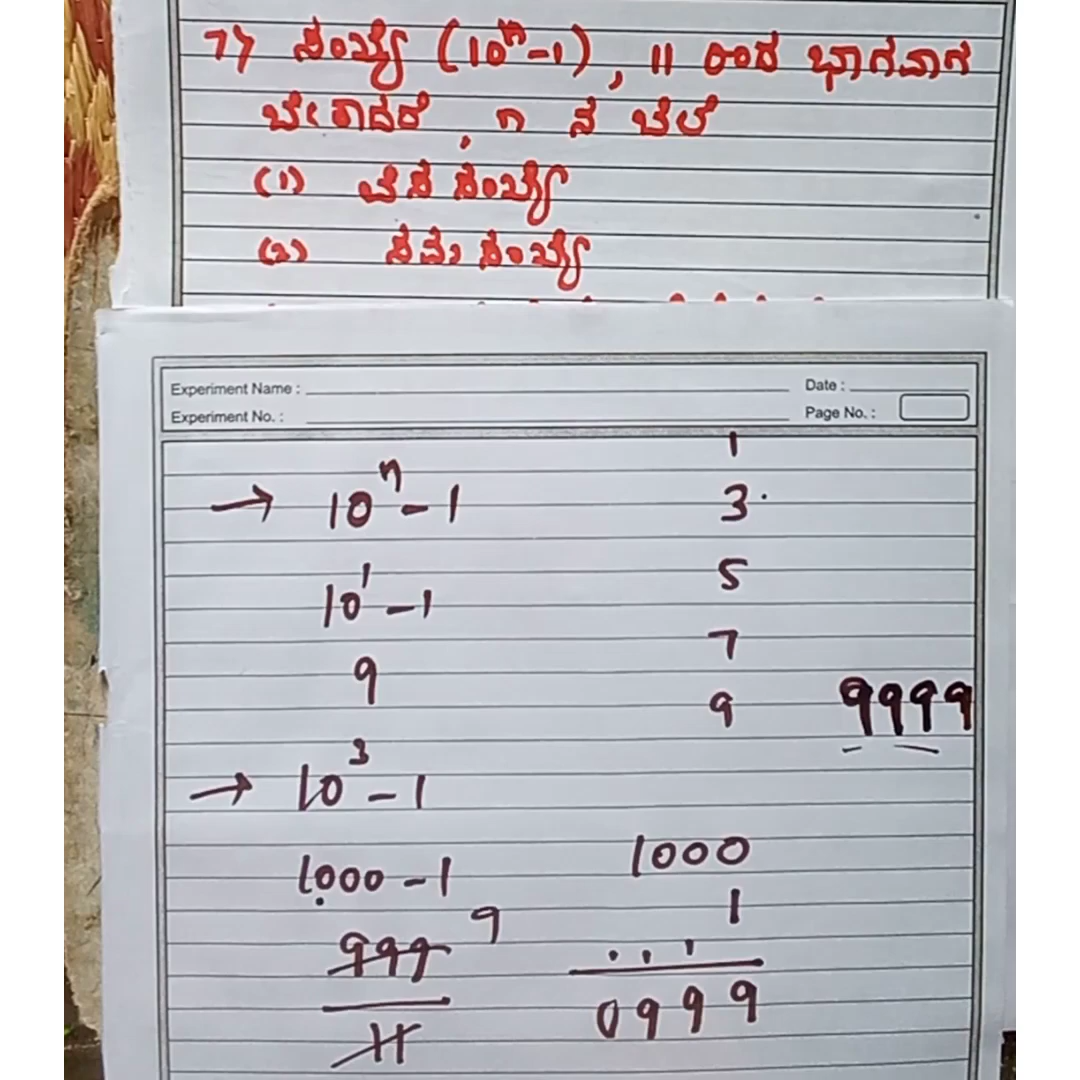 7) ಸಂಖ್ಯೆ (10ⁿ-1), 11 ರಿಂದ ಭಾಗವಾಗ
ಬೇಕಾದರೆ, n ನ ಬೆಲೆ
(1) ಬೆಸ ಸಂಖ್ಯೆ
(2) ಸಮ ಸಂಖ್ಯೆ
Experiment Name : Date :
Experiment No. : Page No. :
1
→ 10ⁿ - 1 3.
10¹ - 1 5
7
9 9 9999
→ 10³ - 1
1000 - 1 1000
9 1
999 0999
11